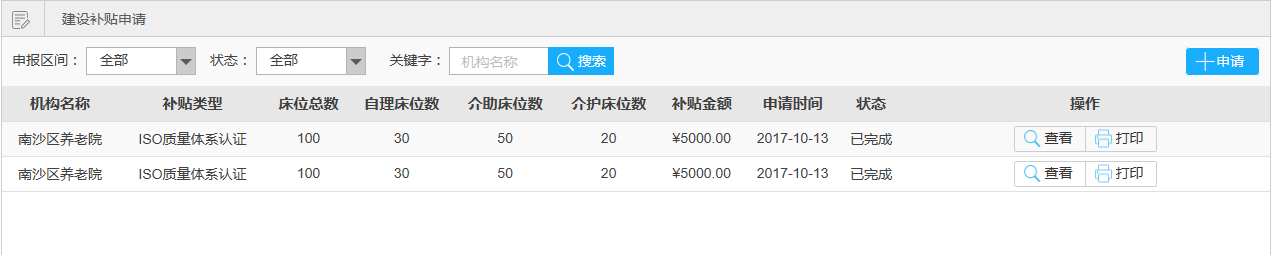 建设补贴申请
申报区间： 全部 状态： 全部 关键字： 机构名称 搜索 申请
机构名称 补贴类型 床位总数 自理床位数 介助床位数 介护床位数 补贴金额 申请时间 状态 操作
南沙区养老院 ISO质量体系认证 100 30 50 20 ¥5000.00 2017-10-13 已完成 查看 打印
南沙区养老院 ISO质量体系认证 100 30 50 20 ¥5000.00 2017-10-13 已完成 查看 打印